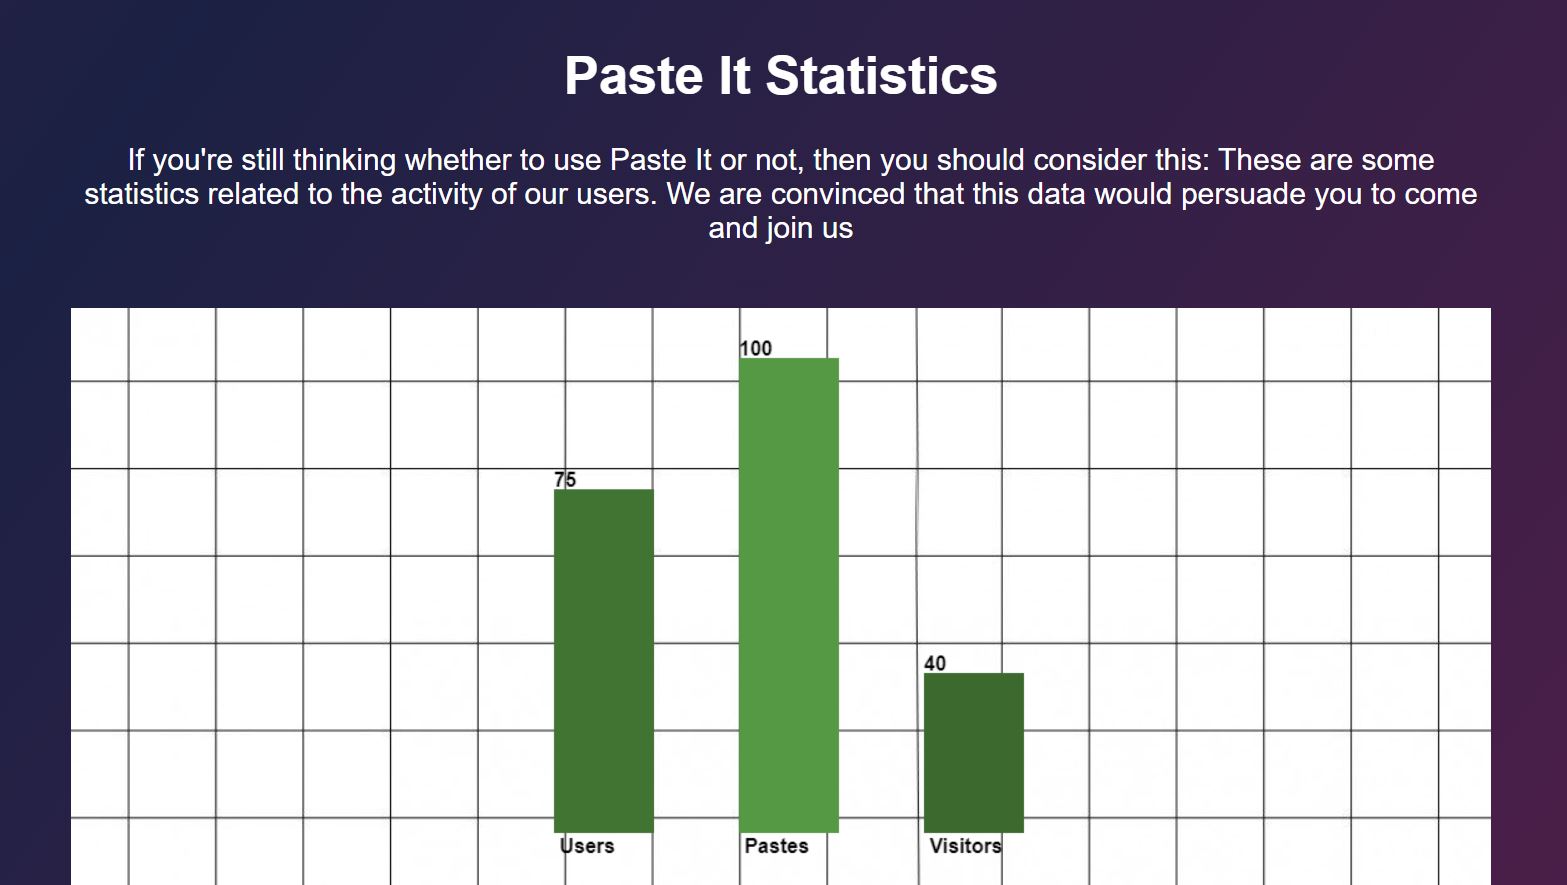 Paste It Statistics
If you're still thinking whether to use Paste It or not, then you should consider this: These are some
statistics related to the activity of our users. We are convinced that this data would persuade you to come
and join us
100
75
40
Users Pastes Visitors